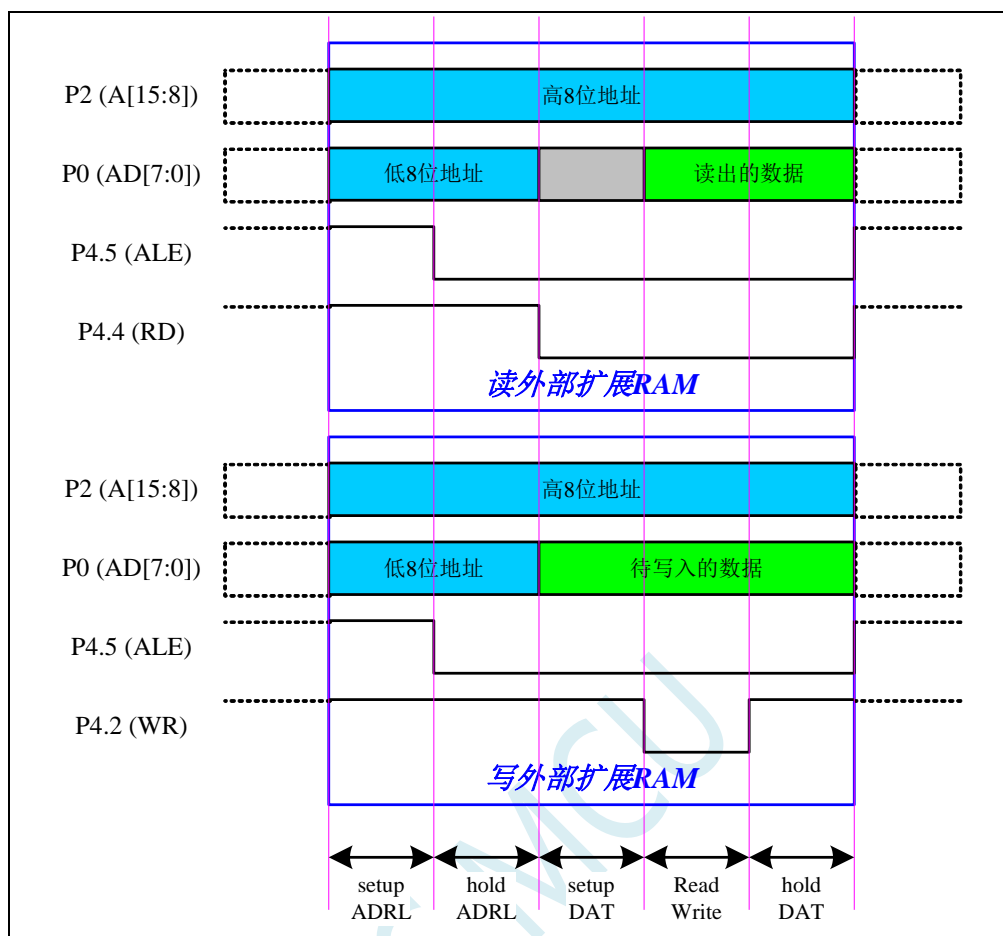 P2 (A[15:8])
高8位地址
P0 (AD[7:0])
低8位地址
读出的数据
P4.5 (ALE)
P4.4 (RD)
读外部扩展RAM
P2 (A[15:8])
高8位地址
P0 (AD[7:0])
低8位地址
待写入的数据
P4.5 (ALE)
P4.2 (WR)
写外部扩展RAM
setup hold setup Read hold
ADRL ADRL DAT Write DAT
MCU